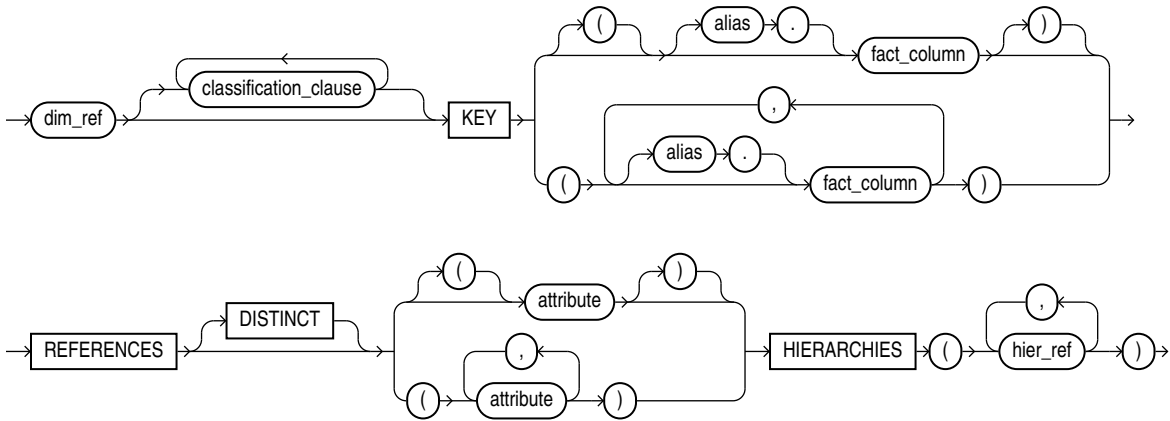 ( alias . fact_column )
classification_clause
dim_ref KEY
,
alias .
( fact_column )
( attribute )
DISTINCT
,
REFERENCES HIERARCHIES ( hier_ref )
,
( attribute )